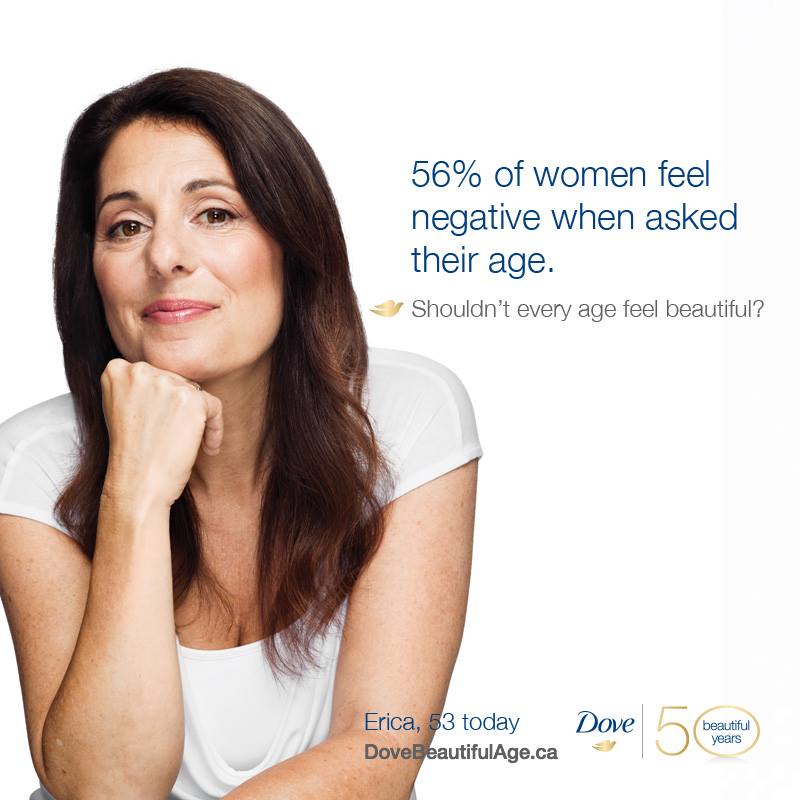 56% of women feel
negative when asked
their age.
Shouldn't every age feel beautiful?
Erica, 53 today
DoveBeautifulAge.ca
Dove
50
beautiful
years